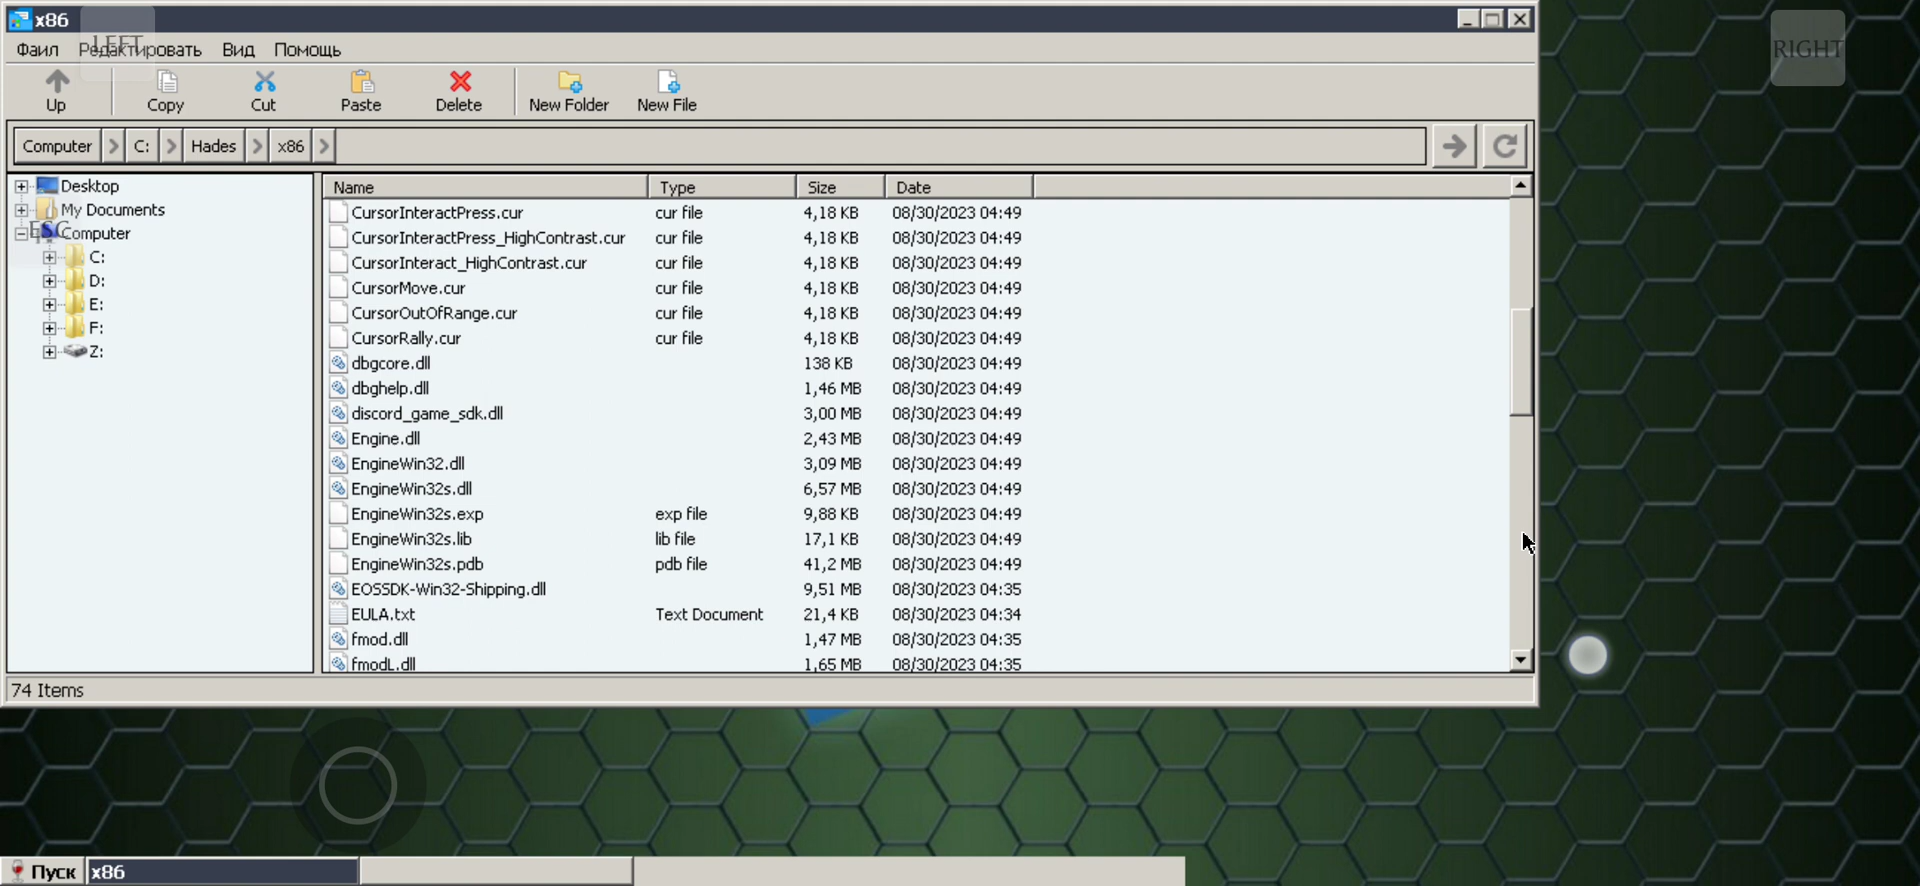 x86
LEFT
RIGHT
Фаил Редактировать Вид Помощь
Up Copy Cut Paste Delete New Folder New File
Computer C: Hades x86
Desktop
My Documents
ESC
Computer
C:
D:
E:
F:
Z:
Name Type Size Date
CursorInteractPress.cur cur file 4,18 KB 08/30/2023 04:49
CursorInteractPress_HighContrast.cur cur file 4,18 KB 08/30/2023 04:49
CursorInteract_HighContrast.cur cur file 4,18 KB 08/30/2023 04:49
CursorMove.cur cur file 4,18 KB 08/30/2023 04:49
CursorOutOfRange.cur cur file 4,18 KB 08/30/2023 04:49
CursorRally.cur cur file 4,18 KB 08/30/2023 04:49
dbgcore.dll 138 KB 08/30/2023 04:49
dbghelp.dll 1,46 MB 08/30/2023 04:49
discord_game_sdk.dll 3,00 MB 08/30/2023 04:49
Engine.dll 2,43 MB 08/30/2023 04:49
EngineWin32.dll 3,09 MB 08/30/2023 04:49
EngineWin32s.dll 6,57 MB 08/30/2023 04:49
EngineWin32s.exp exp file 9,88 KB 08/30/2023 04:49
EngineWin32s.lib lib file 17,1 KB 08/30/2023 04:49
EngineWin32s.pdb pdb file 41,2 MB 08/30/2023 04:49
EOSSDK-Win32-Shipping.dll 9,51 MB 08/30/2023 04:35
EULA.txt Text Document 21,4 KB 08/30/2023 04:34
fmod.dll 1,47 MB 08/30/2023 04:35
fmodL.dll 1,65 MB 08/30/2023 04:35
74 Items
Пуск x86